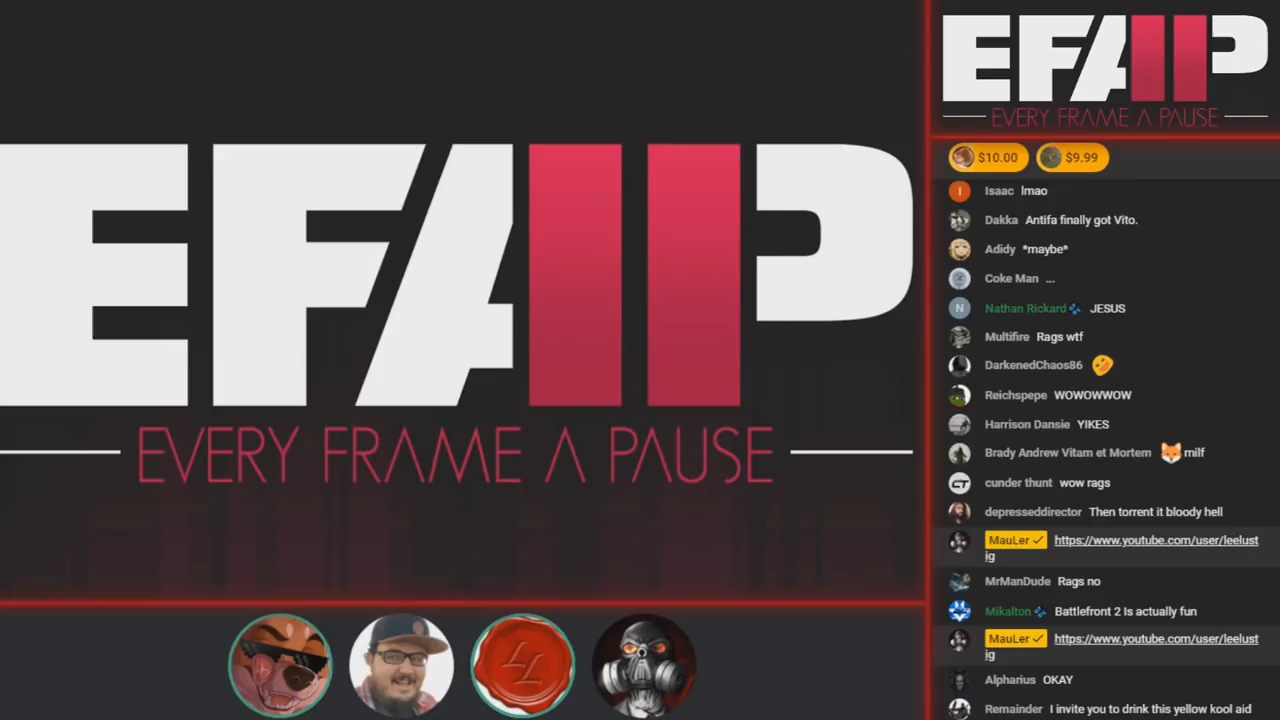 EFAP
EVERY FRAME A PAUSE
LL
EFAP
EVERY FRAME A PAUSE
$10.00 $9.99
I Isaac lmao
Dakka Antifa finally got Vito.
Adidy *maybe*
Coke Man ...
N Nathan Rickard JESUS
Multifire Rags wtf
DarkenedChaos86
Reichspepe WOWOWWOW
Harrison Dansie YIKES
Brady Andrew Vitam et Mortem milf
CT cunder thunt wow rags
depresseddirector Then torrent it bloody hell
MauLer https://www.youtube.com/user/leelust
ig
MrManDude Rags no
Mikalton Battlefront 2 Is actually fun
MauLer https://www.youtube.com/user/leelust
ig
Alpharius OKAY
Remainder I invite you to drink this yellow kool aid